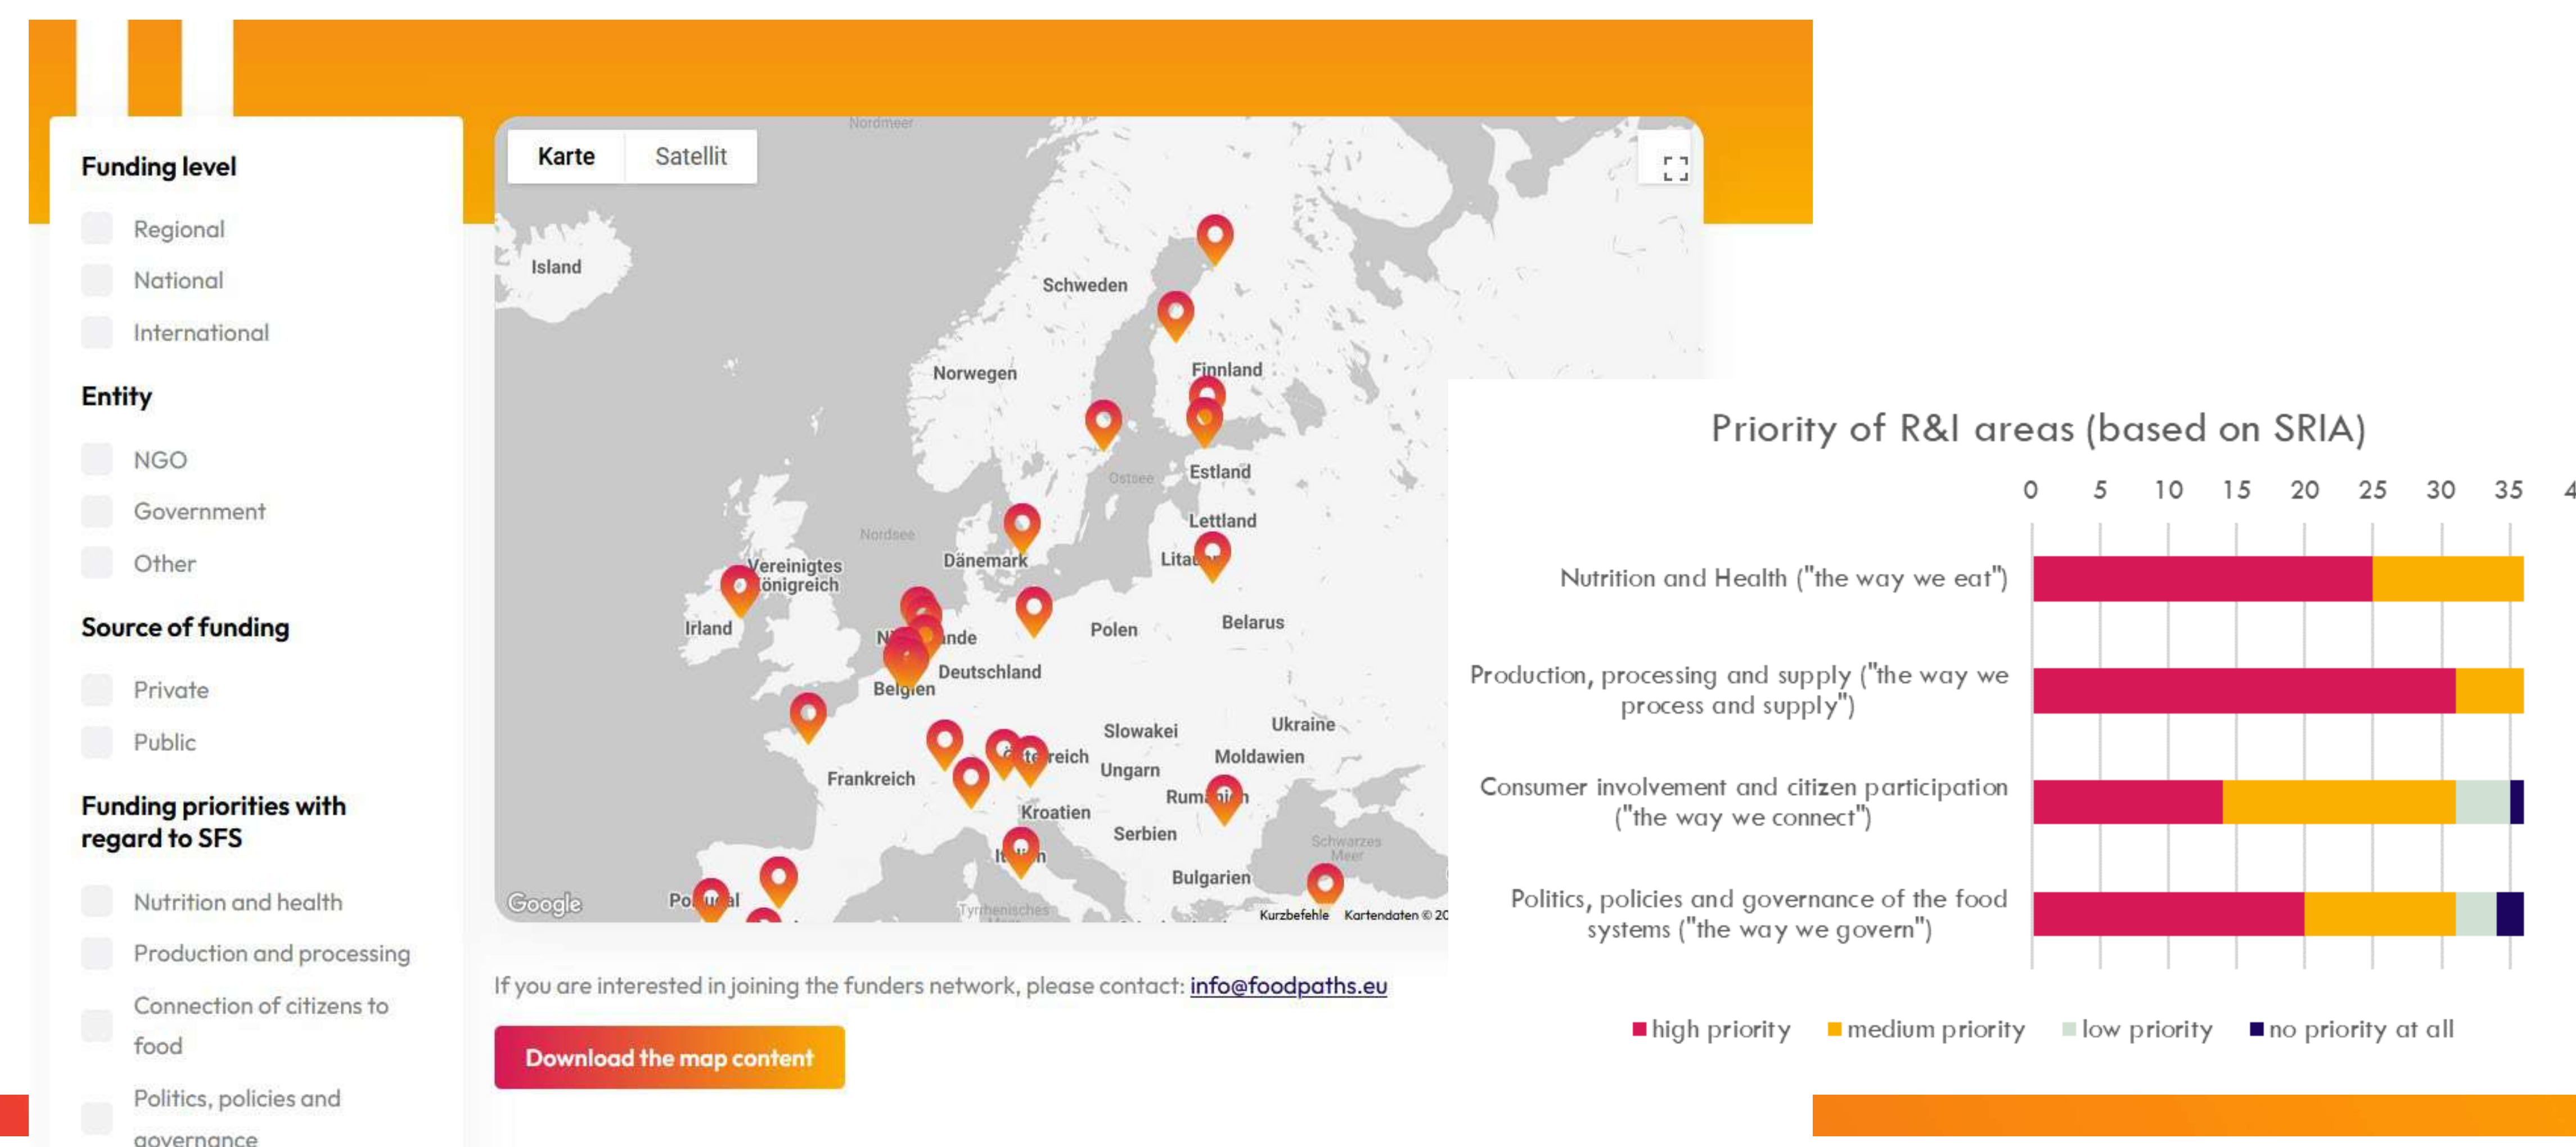 Funding level
Regional
National
International
Entity
NGO
Government
Other
Source of funding
Private
Public
Funding priorities with
regard to SFS
Nutrition and health
Production and processing
Connection of citizens to
food
Politics, policies and
governance
Karte
Satellit
Nordmeer
Island
Schweden
Norwegen
Finnland
Ostsee
Estland
Lettland
Nordsee
Dänemark
Vereinigtes
Königreich
Irland
Polen
Belarus
Deutschland
Belgien
Slowakei
Ukraine
Moldawien
Ungarn
Frankreich
Kroatien
Serbien
Schwarzes
Meer
Bulgarien
Tyrrhenisches
Google
Kurzbefehle
Kartendaten © 20
If you are interested in joining the funders network, please contact: info@foodpaths.eu
Download the map content
Priority of R&I areas (based on SRIA)
0 5 10 15 20 25 30 35 4
Nutrition and Health ("the way we eat")
Production, processing and supply ("the way we
process and supply")
Consumer involvement and citizen participation
("the way we connect")
Politics, policies and governance of the food
systems ("the way we govern")
high priority medium priority low priority no priority at all